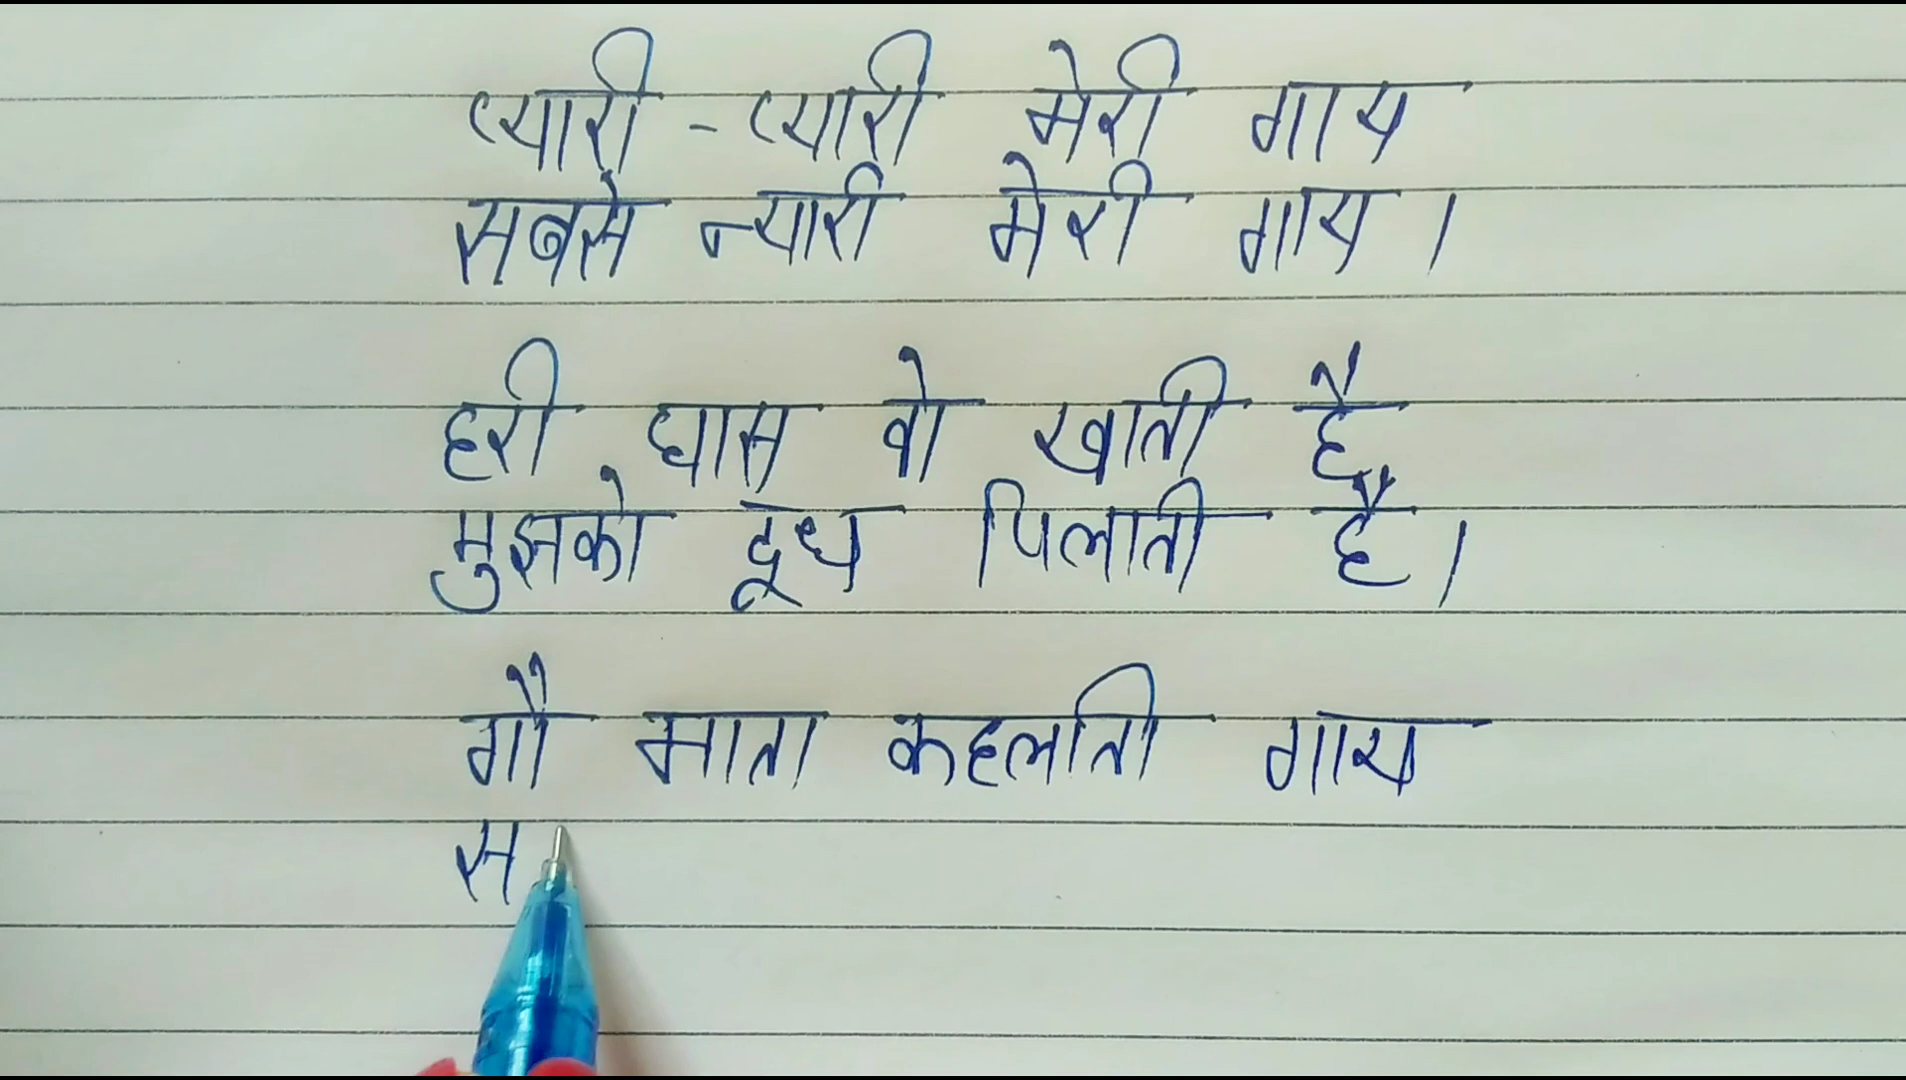 प्यारी - प्यारी मेरी गाय
सबसे न्यारी मेरी गाय ।
हरी घास वो खाती है
मुझको दूध पिलाती है ।
गौ माता कहलाती गाय
स